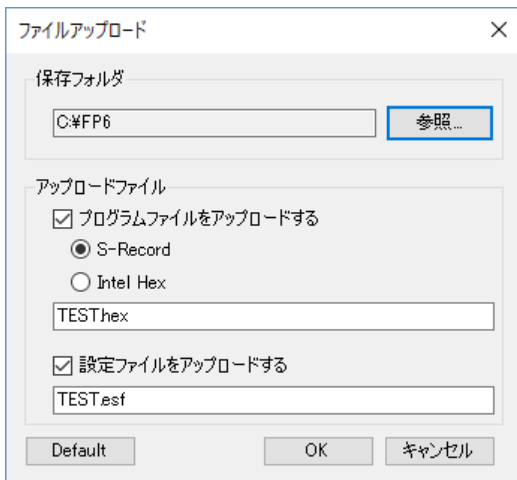 ファイルアップロード
保存フォルダ
C:¥FP6
参照...
アップロードファイル
プログラムファイルをアップロードする
S-Record
Intel Hex
TEST.hex
設定ファイルをアップロードする
TEST.esf
Default
OK
キャンセル